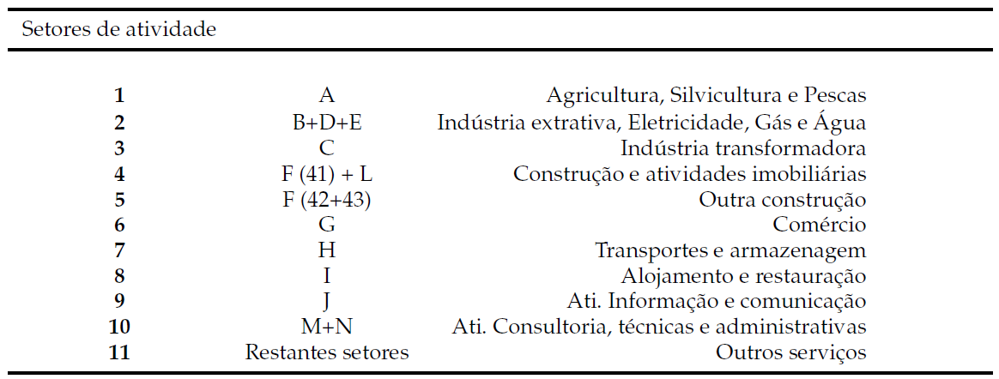 Setores de atividade
1 A Agricultura, Silvicultura e Pescas
2 B+D+E Indústria extrativa, Eletricidade, Gás e Água
3 C Indústria transformadora
4 F (41) + L Construção e atividades imobiliárias
5 F (42+43) Outra construção
6 G Comércio
7 H Transportes e armazenagem
8 I Alojamento e restauração
9 J Ati. Informação e comunicação
10 M+N Ati. Consultoria, técnicas e administrativas
11 Restantes setores Outros serviços